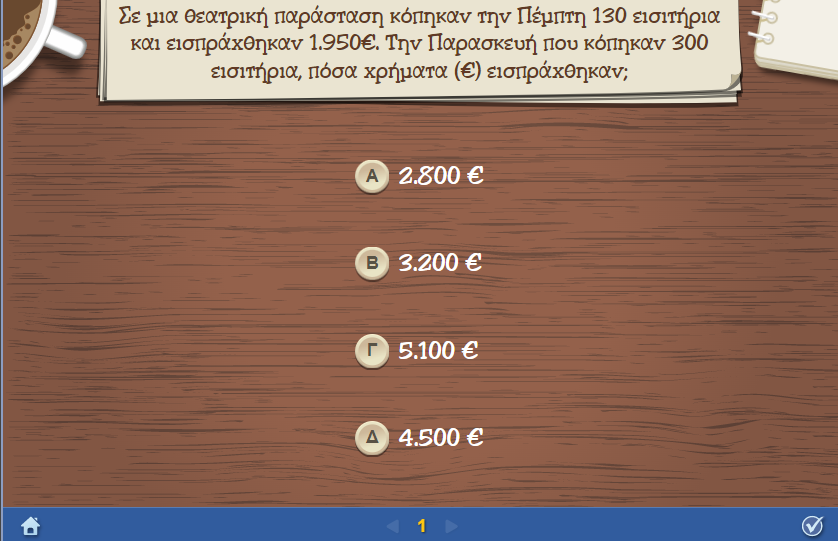 Σε μια θεατρική παράσταση κόπηκαν την Πέμπτη 130 εισιτήρια
και εισπράχθηκαν 1.950€. Την Παρασκευή που κόπηκαν 300
εισιτήρια, πόσα χρήματα (€) εισπράχθηκαν;
Α 2.800 €
Β 3.200 €
Γ 5.100 €
Δ 4.500 €
1